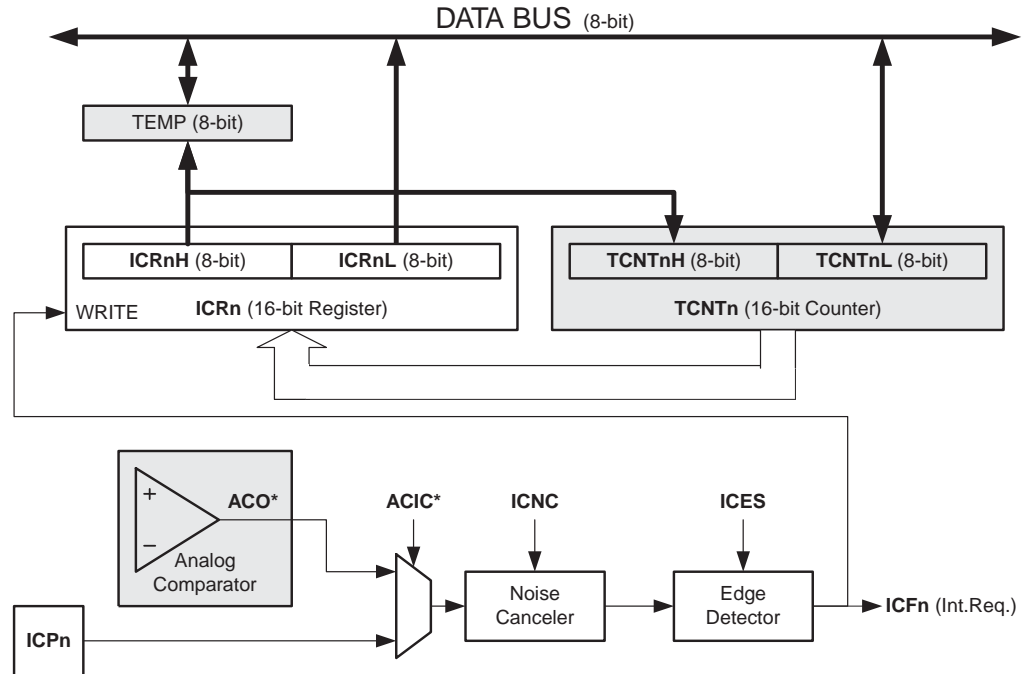 DATA BUS (8-bit)
TEMP (8-bit)
ICRnH (8-bit) ICRnL (8-bit) TCNTnH (8-bit) TCNTnL (8-bit)
WRITE ICRn (16-bit Register) TCNTn (16-bit Counter)
+ ACO* ACIC* ICNC ICES
−
Analog
Comparator
Noise
Canceler
Edge
Detector
ICFn (Int.Req.)
ICPn